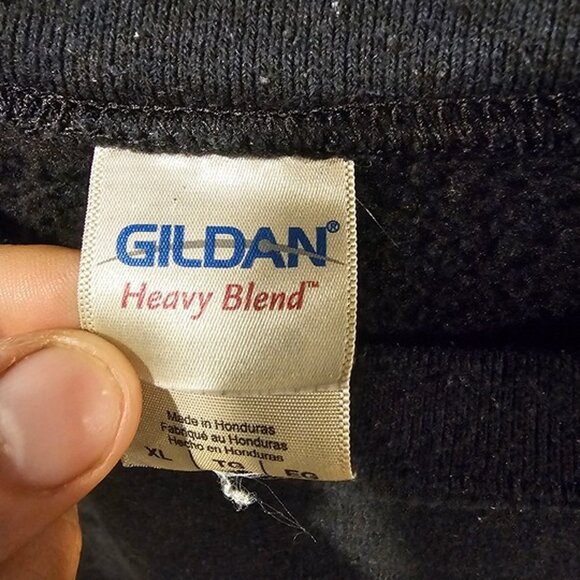 GILDAN®
Heavy Blend™
Made in Honduras
Fabriqué au Honduras
Hecho en Honduras
XL TG EG